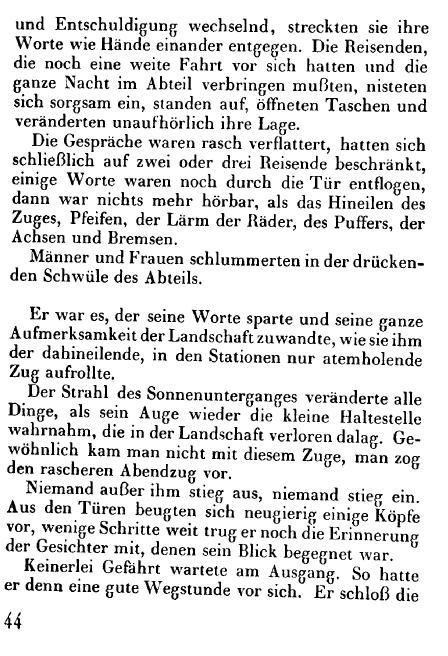 und Entschuldigung wechselnd, streckten sie ihre
Worte wie Hände einander entgegen. Die Reisenden,
die noch eine weite Fahrt vor sich hatten und die
ganze Nacht im Abteil verbringen mußten, nisteten
sich sorgsam ein, standen auf, öffneten Taschen und
veränderten unaufhörlich ihre Lage.
Die Gespräche waren rasch verflattert, hatten sich
schließlich auf zwei oder drei Reisende beschränkt,
einige Worte waren noch durch die Tür entflogen,
dann war nichts mehr hörbar, als das Hineilen des
Zuges, Pfeifen, der Lärm der Räder, des Puffers, der
Achsen und Bremsen.
Männer und Frauen schlummerten in der drücken-
den Schwüle des Abteils.
Er war es, der seine Worte sparte und seine ganze
Aufmerksamkeit der Landschaft zuwandte, wie sie ihm
der dahineilende, in den Stationen nur atemholende
Zug aufrollte.
Der Strahl des Sonnenunterganges veränderte alle
Dinge, als sein Auge wieder die kleine Haltestelle
wahrnahm, die in der Landschaft verloren dalag. Ge-
wöhnlich kam man nicht mit diesem Zuge, man zog
den rascheren Abendzug vor.
Niemand außer ihm stieg aus, niemand stieg ein.
Aus den Türen beugten sich neugierig einige Köpfe
vor, wenige Schritte weit trug er noch die Erinnerung
der Gesichter mit, denen sein Blick begegnet war.
Keinerlei Gefährt wartete am Ausgang. So hatte
er denn eine gute Wegstunde vor sich. Er schloß die
44